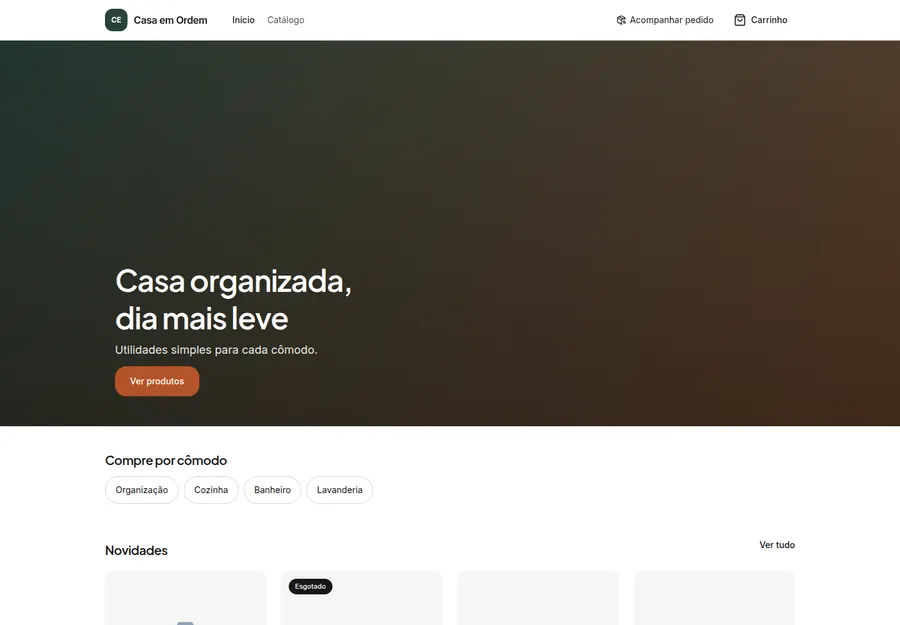 CE
Casa em Ordem
Início
Catálogo
Acompanhar pedido
Carrinho
Casa organizada,
dia mais leve
Utilidades simples para cada cômodo.
Ver produtos
Compre por cômodo
Organização
Cozinha
Banheiro
Lavanderia
Novidades
Ver tudo
Esgotado